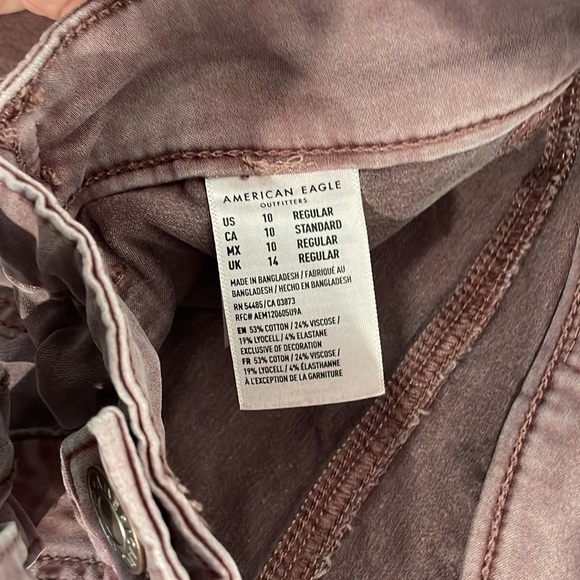 AMERICAN EAGLE
OUTFITTERS
US 10 REGULAR
CA 10 STANDARD
MX 10 REGULAR
UK 14 REGULAR
MADE IN BANGLADESH / FABRIQUÉ AU
BANGLADESH / HECHO EN BANGLADESH
RN 54485/CA 03873
RFC# AEM120605U9A
EN 53% COTTON / 24% VISCOSE /
19% LYOCELL / 4% ELASTANE
EXCLUSIVE OF DECORATION
FR 53% COTON / 24% VISCOSE /
19% LYOCELL / 4% ÉLASTHANNE
À L'EXCEPTION DE LA GARNITURE